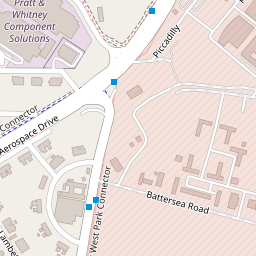 Pratt &
Whitney
Component
Solutions
Piccadilly
Connector
Aerospace Drive
West Park Connector
Battersea Road